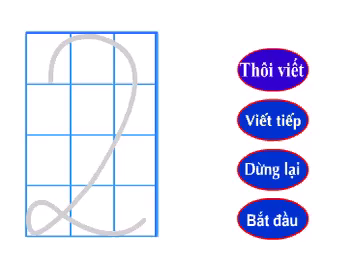 2
Thôi viết
Viết tiếp
Dừng lại
Bắt đầu